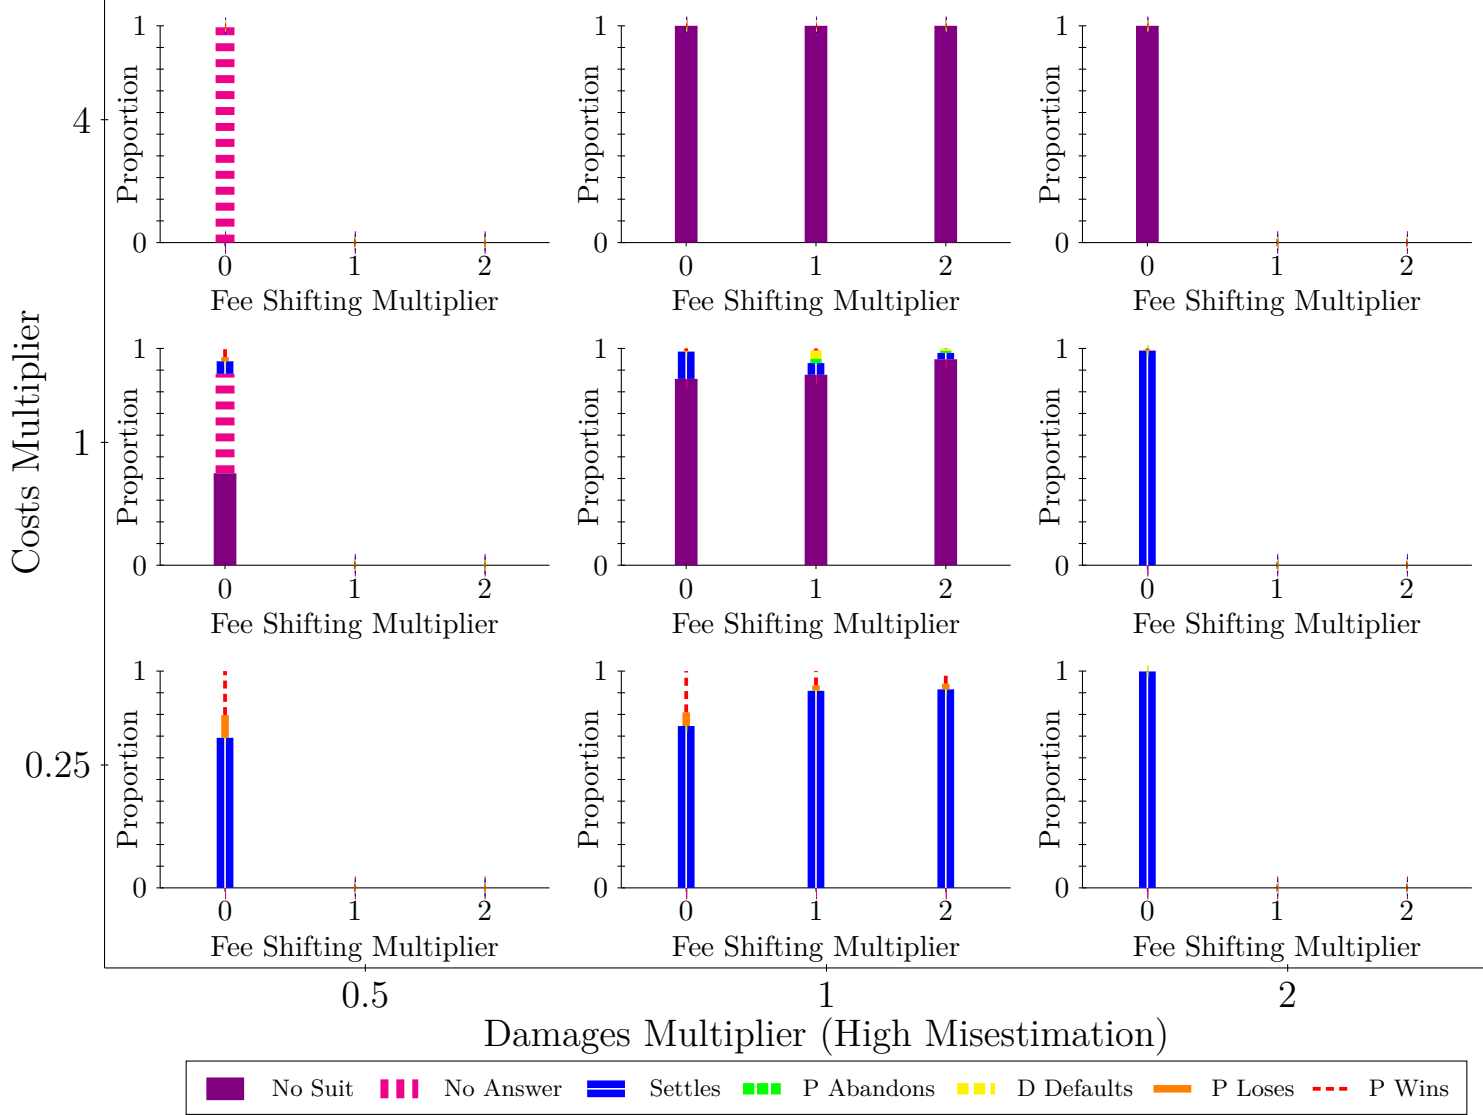 Costs Multiplier
4
1
0.25
Proportion
1
0
0 1 2
Fee Shifting Multiplier
Proportion
1
0
0 1 2
Fee Shifting Multiplier
Proportion
1
0
0 1 2
Fee Shifting Multiplier
Proportion
1
0
0 1 2
Fee Shifting Multiplier
Proportion
1
0
0 1 2
Fee Shifting Multiplier
Proportion
1
0
0 1 2
Fee Shifting Multiplier
Proportion
1
0
0 1 2
Fee Shifting Multiplier
Proportion
1
0
0 1 2
Fee Shifting Multiplier
Proportion
1
0
0 1 2
Fee Shifting Multiplier
0.5 1 2
Damages Multiplier (High Misestimation)
No Suit No Answer Settles P Abandons D Defaults P Loses P Wins